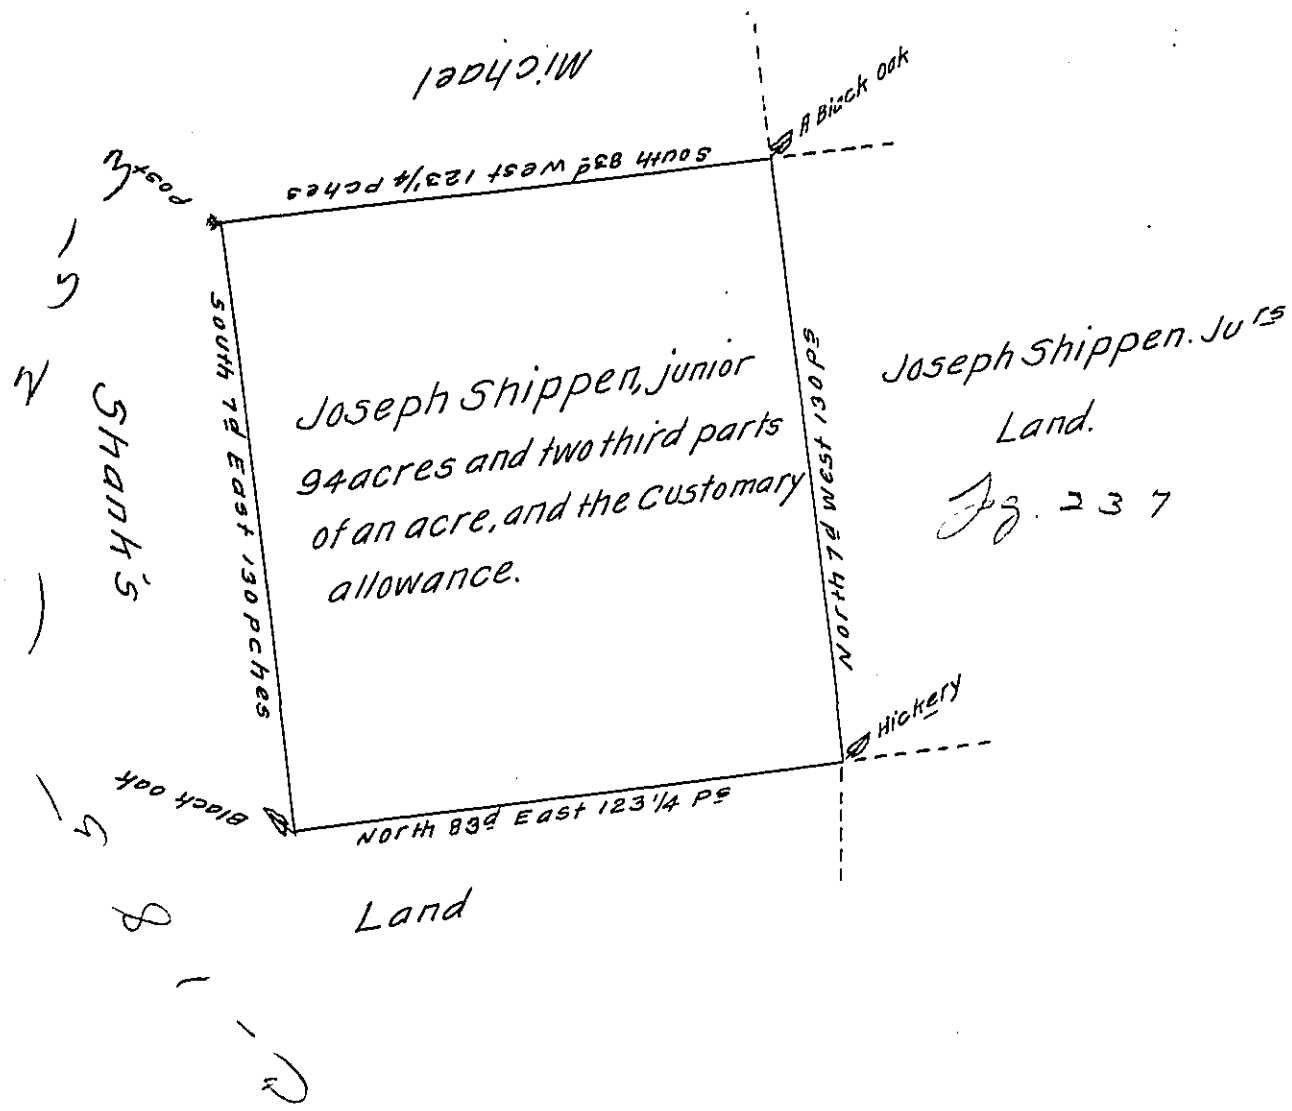 Michael
A Black Oak
South 83d West 123 1/4 Pches
Post
South 7d East 130 pches
Shank's
Joseph Shippen, junior
94 acres and two third parts
of an acre, and the Customary
allowance.
North 7d West 130 ps
Joseph Shippen. Jurs
Land.
237
Hickery
Black oak
North 83d East 123 1/4 Ps
Land